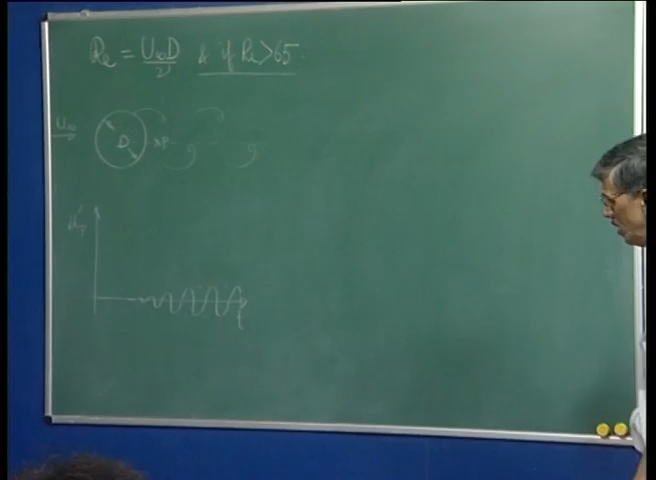 Re = U∞D/ν & if Re>65.
U∞
D
xP
u'p
t